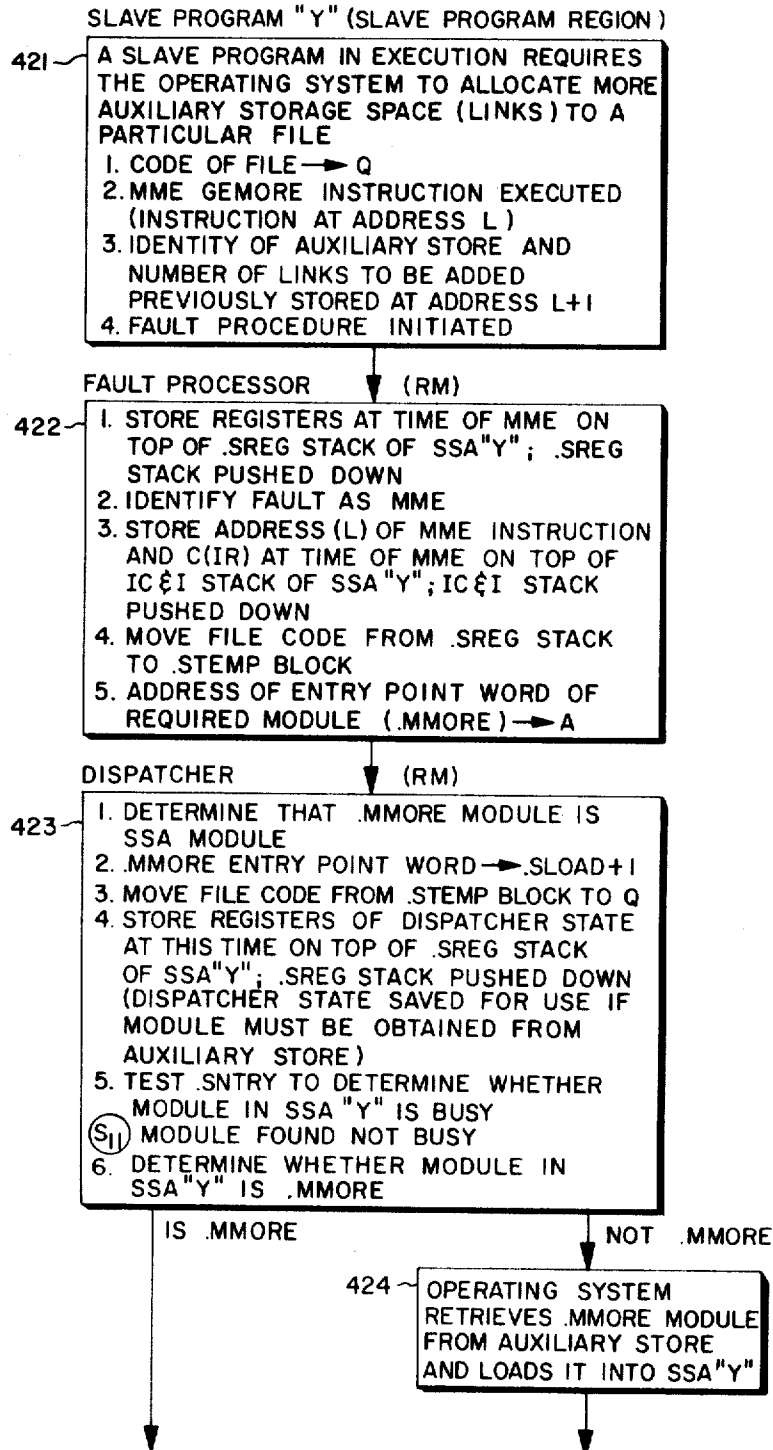 SLAVE PROGRAM "Y" (SLAVE PROGRAM REGION)
421
A SLAVE PROGRAM IN EXECUTION REQUIRES
THE OPERATING SYSTEM TO ALLOCATE MORE
AUXILIARY STORAGE SPACE (LINKS) TO A
PARTICULAR FILE
1. CODE OF FILE → Q
2. MME GEMORE INSTRUCTION EXECUTED
(INSTRUCTION AT ADDRESS L)
3. IDENTITY OF AUXILIARY STORE AND
NUMBER OF LINKS TO BE ADDED
PREVIOUSLY STORED AT ADDRESS L+1
4. FAULT PROCEDURE INITIATED
FAULT PROCESSOR (RM)
422
1. STORE REGISTERS AT TIME OF MME ON
TOP OF .SREG STACK OF SSA"Y"; .SREG
STACK PUSHED DOWN
2. IDENTIFY FAULT AS MME
3. STORE ADDRESS (L) OF MME INSTRUCTION
AND C(IR) AT TIME OF MME ON TOP OF
IC & I STACK OF SSA"Y"; IC & I STACK
PUSHED DOWN
4. MOVE FILE CODE FROM .SREG STACK
TO .STEMP BLOCK
5. ADDRESS OF ENTRY POINT WORD OF
REQUIRED MODULE (.MMORE) → A
DISPATCHER (RM)
423
1. DETERMINE THAT .MMORE MODULE IS
SSA MODULE
2. .MMORE ENTRY POINT WORD → .SLOAD+1
3. MOVE FILE CODE FROM .STEMP BLOCK TO Q
4. STORE REGISTERS OF DISPATCHER STATE
AT THIS TIME ON TOP OF .SREG STACK
OF SSA"Y"; .SREG STACK PUSHED DOWN
(DISPATCHER STATE SAVED FOR USE IF
MODULE MUST BE OBTAINED FROM
AUXILIARY STORE)
5. TEST .SNTRY TO DETERMINE WHETHER
MODULE IN SSA "Y" IS BUSY
S11 MODULE FOUND NOT BUSY
6. DETERMINE WHETHER MODULE IN
SSA"Y" IS .MMORE
IS .MMORE
NOT .MMORE
424
OPERATING SYSTEM
RETRIEVES .MMORE MODULE
FROM AUXILIARY STORE
AND LOADS IT INTO SSA"Y"